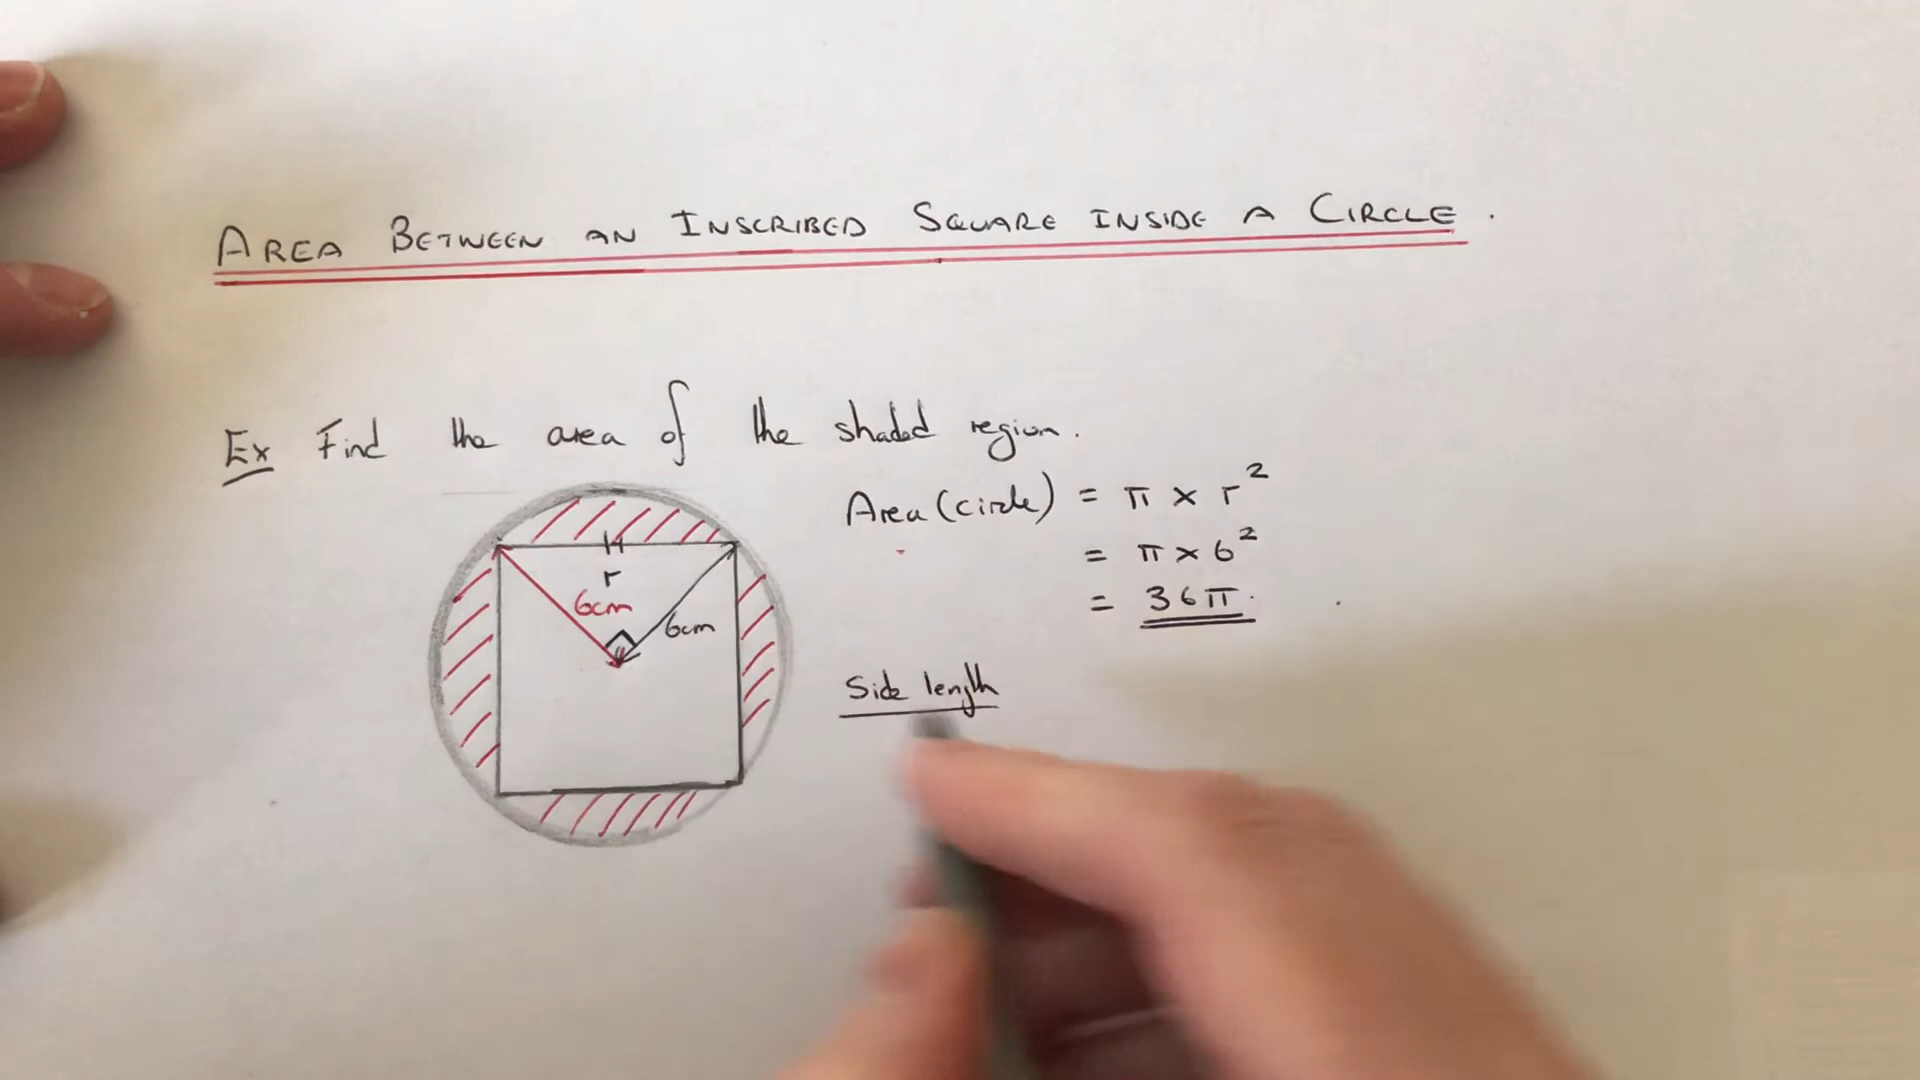 AREA BETWEEN AN INSCRIBED SQUARE INSIDE A CIRCLE.
Ex Find the area of the shaded region.
Area (circle) = π × r²
= π × 6²
= 36π.
H
r
6cm
6cm
Side length